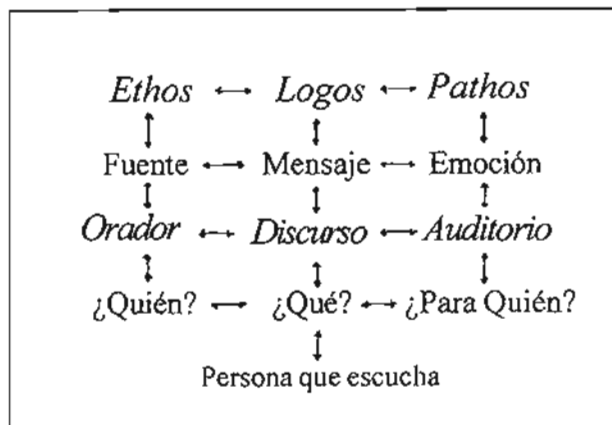 Ethos Logos Pathos
Fuente Mensaje Emoción
Orador Discurso Auditorio
¿Quién? ¿Qué? ¿Para Quién?
Persona que escucha